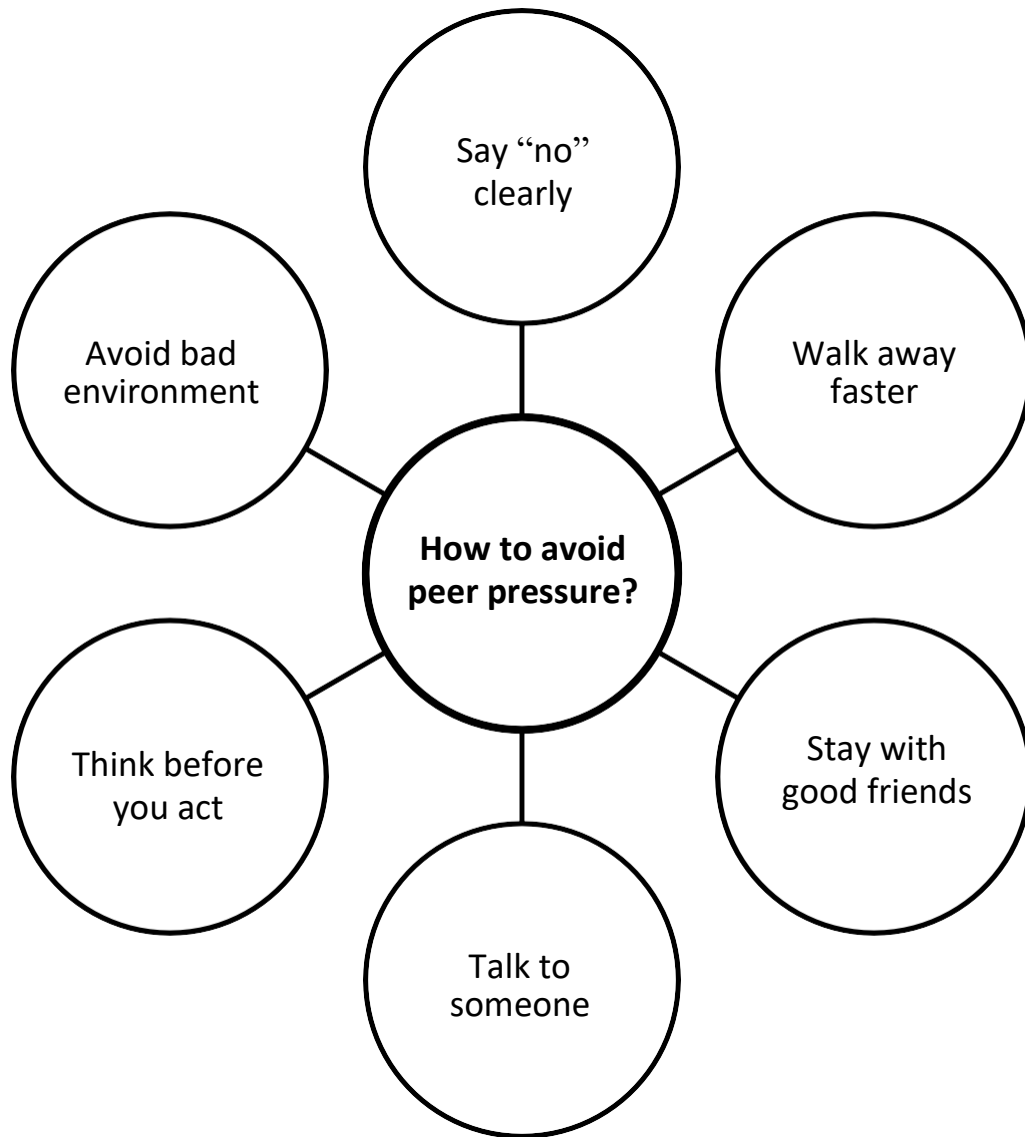 Say “no”
clearly
Avoid bad
environment
Walk away
faster
How to avoid
peer pressure?
Think before
you act
Stay with
good friends
Talk to
someone